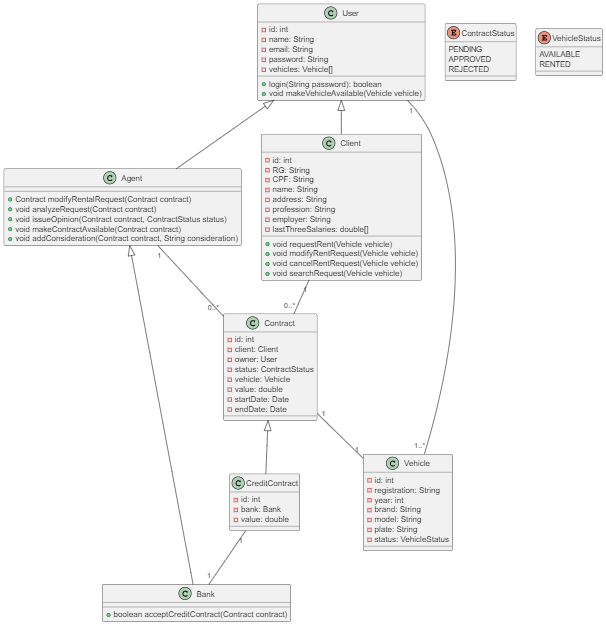 User
id: int
name: String
email: String
password: String
vehicles: Vehicle[]
login(String password): boolean
void makeVehicleAvailable(Vehicle vehicle)
ContractStatus
PENDING
APPROVED
REJECTED
VehicleStatus
AVAILABLE
RENTED
1
Client
id: int
RG: String
CPF: String
name: String
address: String
profession: String
employer: String
lastThreeSalaries: double[]
void requestRent(Vehicle vehicle)
void modifyRentRequest(Vehicle vehicle)
void cancelRentRequest(Vehicle vehicle)
void searchRequest(Vehicle vehicle)
Agent
Contract modifyRentalRequest(Contract contract)
void analyzeRequest(Contract contract)
void issueOpinion(Contract contract, ContractStatus status)
void makeContractAvailable(Contract contract)
void addConsideration(Contract contract, String consideration)
1
1
0..*
0..*
Contract
id: int
client: Client
owner: User
status: ContractStatus
vehicle: Vehicle
value: double
startDate: Date
endDate: Date
1
1
1..*
Vehicle
id: int
registration: String
year: int
brand: String
model: String
plate: String
status: VehicleStatus
CreditContract
id: int
bank: Bank
value: double
1
1
Bank
boolean acceptCreditContract(Contract contract)